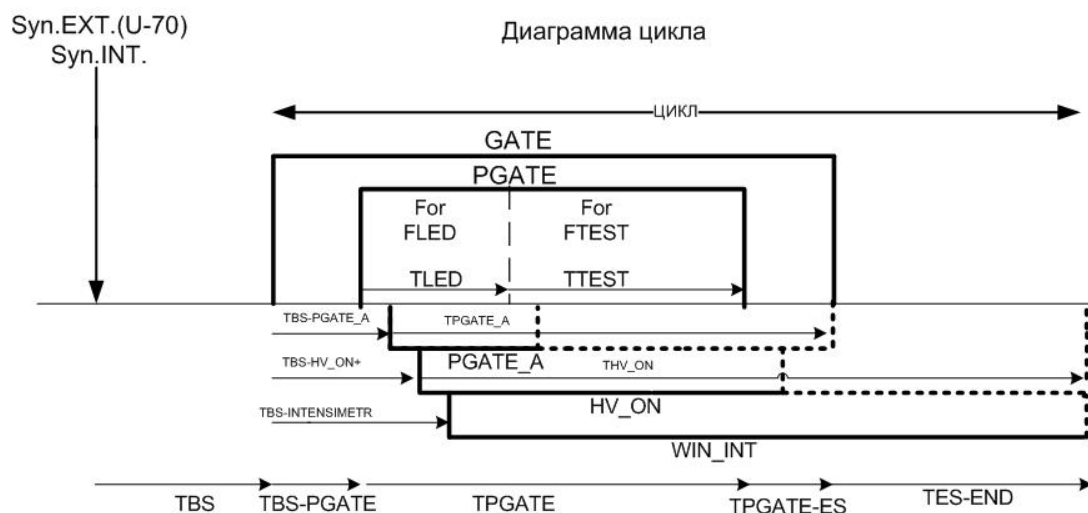 Syn.EXT.(U-70)
Syn.INT.
Диаграмма цикла
ЦИКЛ
GATE
PGATE
For
FLED
For
FTEST
TLED
TTEST
TBS-PGATE_A
TPGATE_A
PGATE_A
TBS-HV_ON+
THV_ON
HV_ON
TBS-INTENSIMETR
WIN_INT
TBS
TBS-PGATE
TPGATE
TPGATE-ES
TES-END